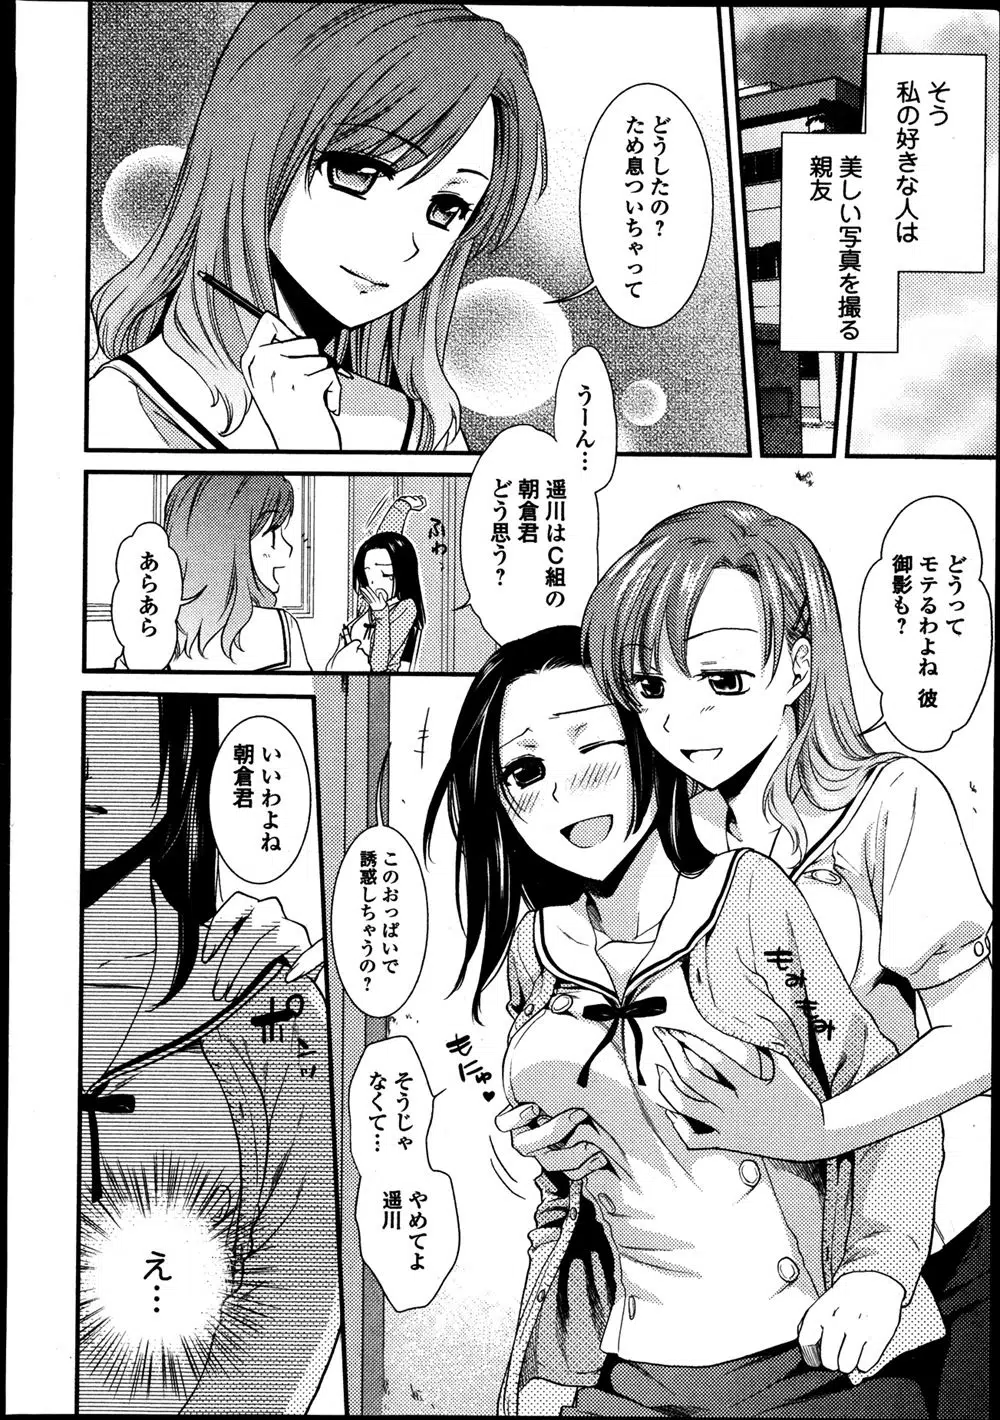 そう
私の好きな人は
美しい写真を撮る
親友
どうしたの?
ため息ついちゃって
うーん…
遥川はC組の
朝倉君
どう思う?
ふわ
あらあら
どうって
モテるわよね 彼
御影も?
このおっぱいで
誘惑しちゃうの?
もみもみ
もにゅ♥
そうじゃ
なくて…
やめてよ
遥川
いいわよね
朝倉君
え…